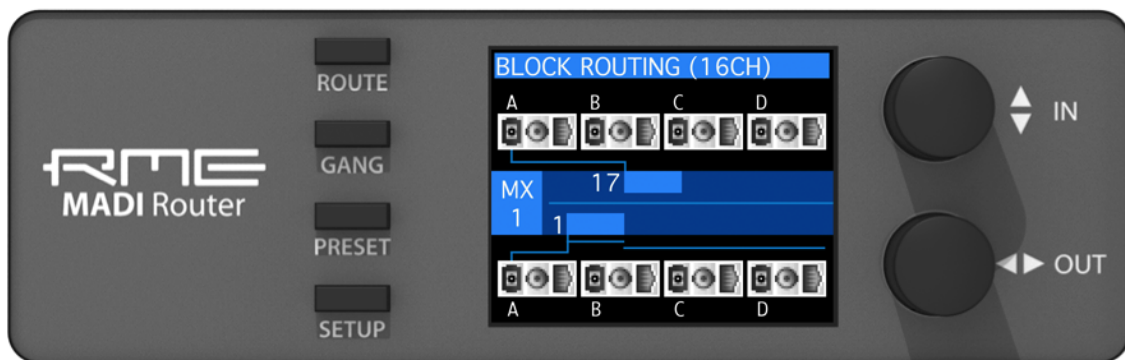 ROUTE
GANG
PRESET
SETUP
RME
MADI Router
BLOCK ROUTING (16CH)
A B C D
17
MX
1
1
A B C D
IN
OUT